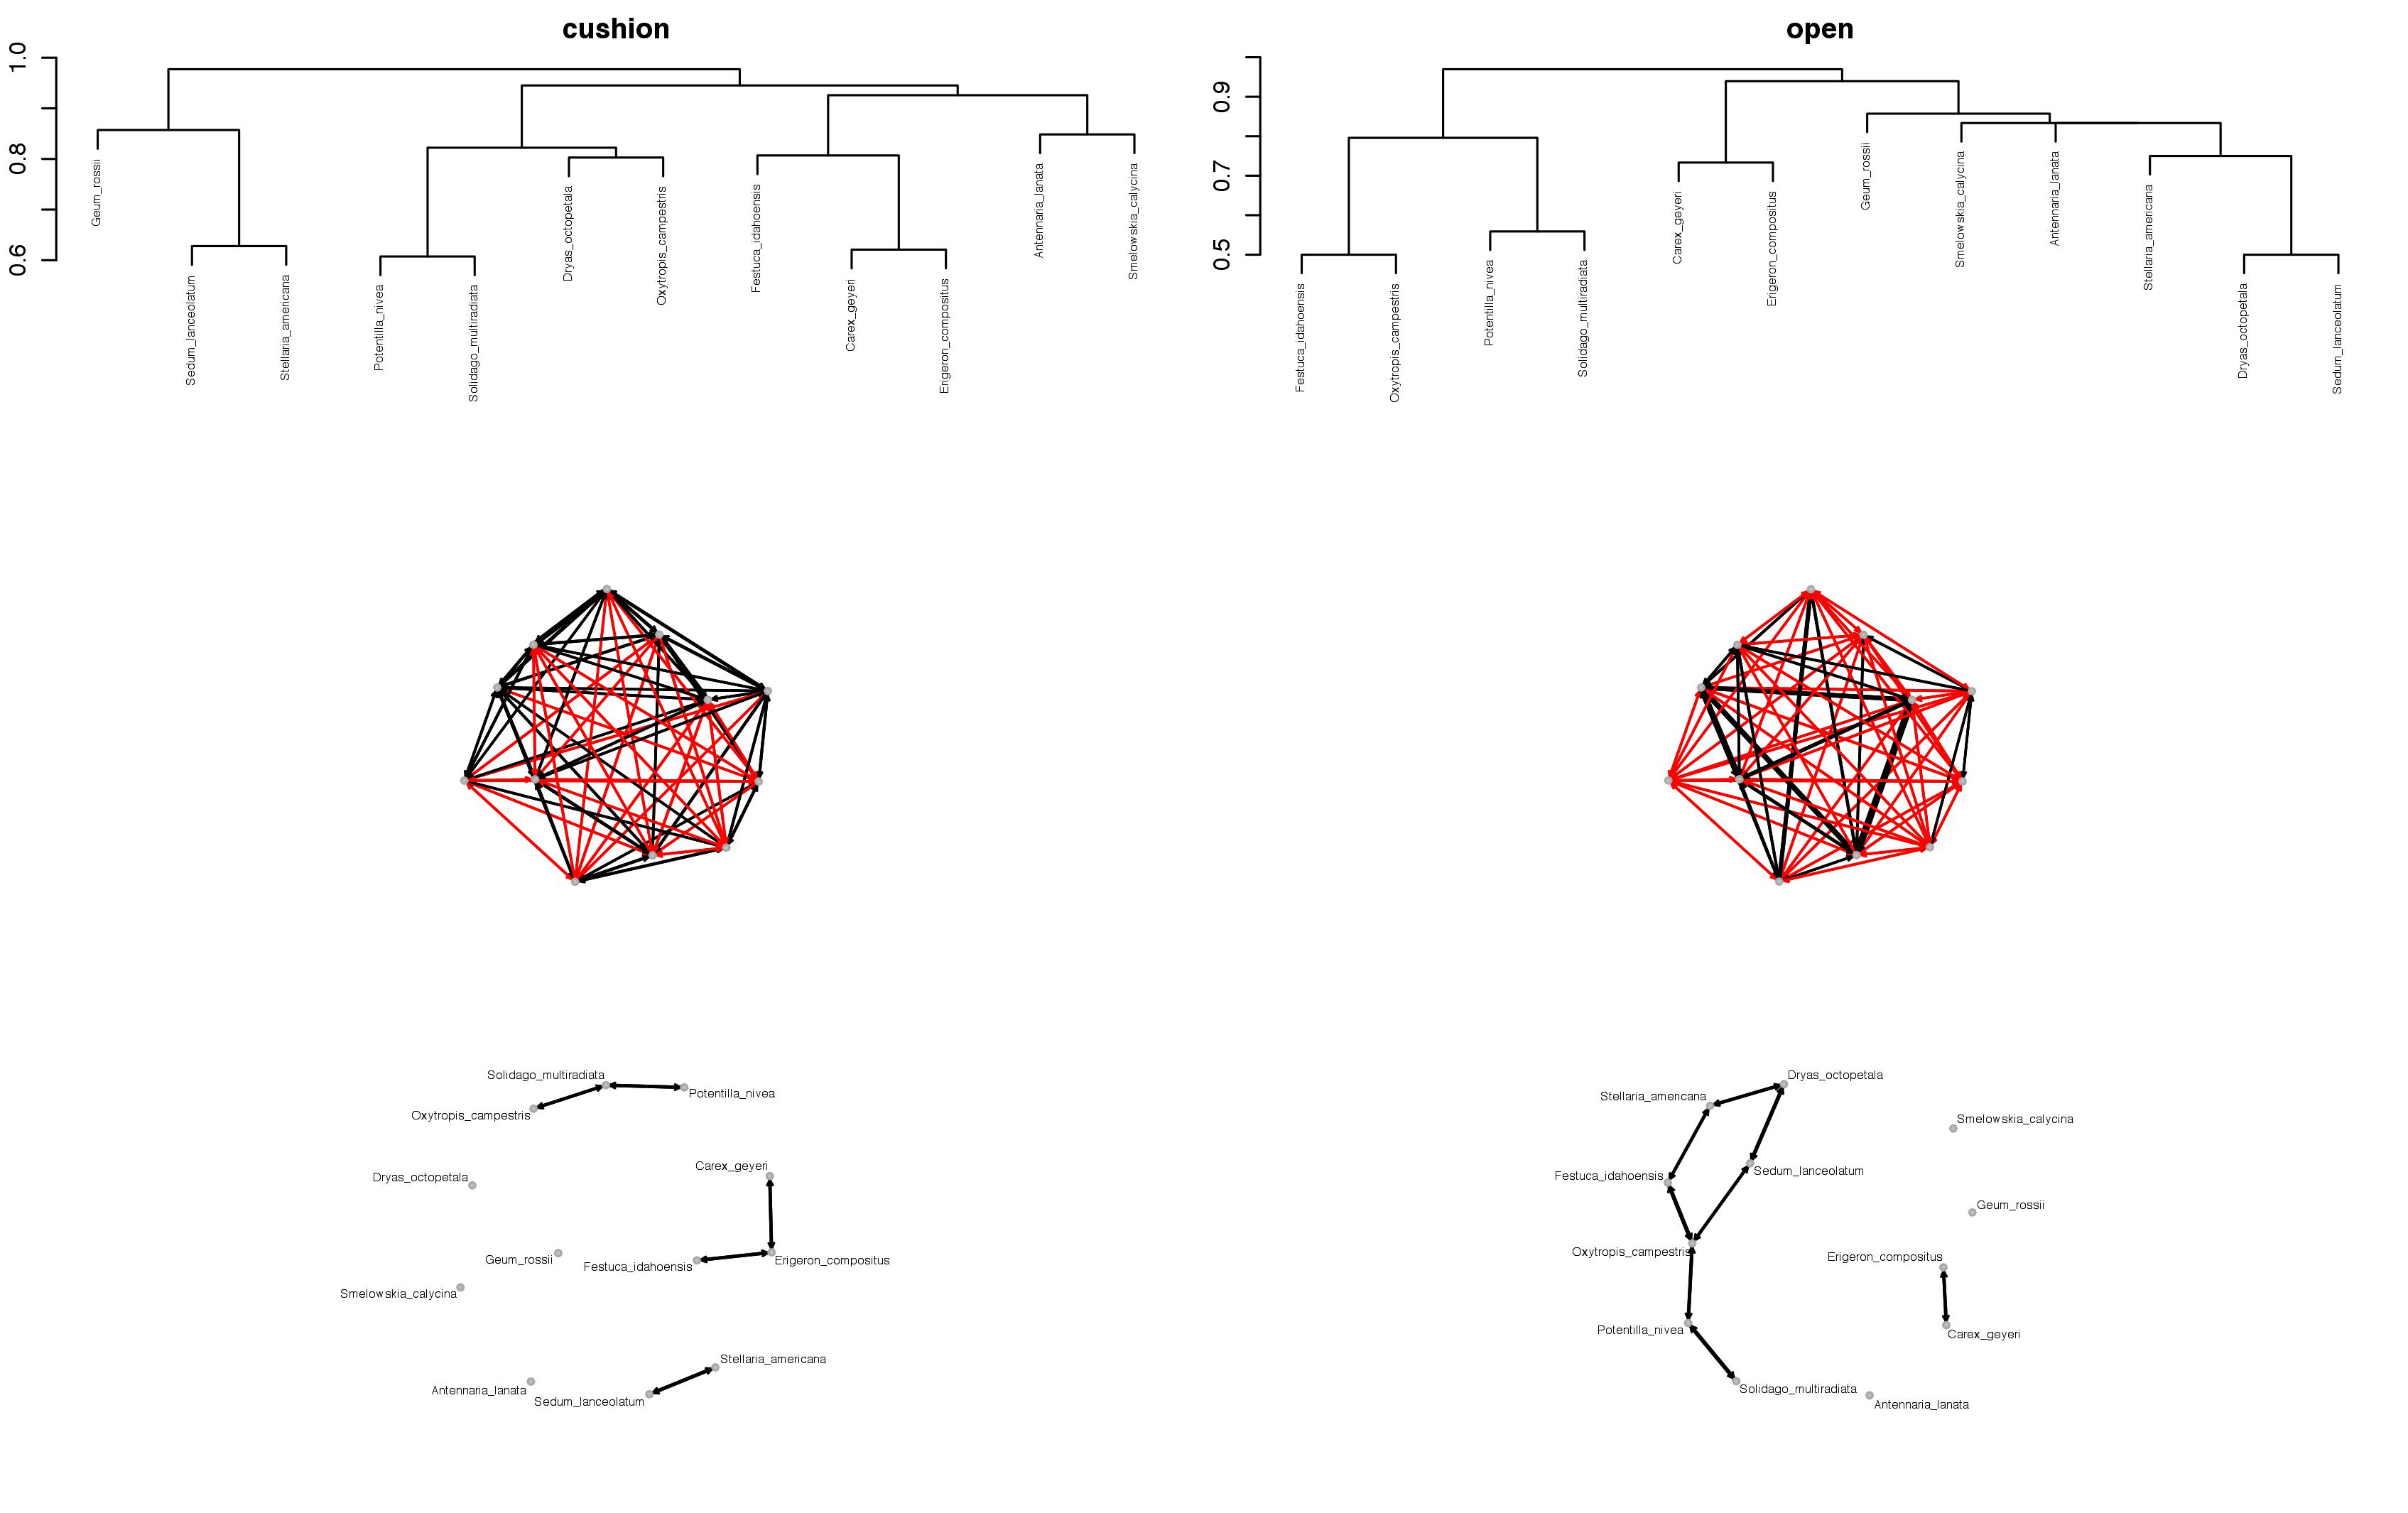 cushion
open
1.0
0.8
0.6
Geum_rossii
Sedum_lanceolatum
Stellaria_americana
Potentilla_nivea
Solidago_multiradiata
Dryas_octopetala
Oxytropis_campestris
Festuca_idahoensis
Carex_geyeri
Erigeron_compositus
Antennaria_lanata
Smelowskia_calycina
0.9
0.7
0.5
Festuca_idahoensis
Oxytropis_campestris
Potentilla_nivea
Solidago_multiradiata
Carex_geyeri
Erigeron_compositus
Geum_rossii
Smelowskia_calycina
Antennaria_lanata
Stellaria_americana
Dryas_octopetala
Sedum_lanceolatum
Solidago_multiradiata
Potentilla_nivea
Oxytropis_campestris
Carex_geyeri
Dryas_octopetala
Geum_rossii
Festuca_idahoensis
Erigeron_compositus
Smelowskia_calycina
Stellaria_americana
Antennaria_lanata
Sedum_lanceolatum
Dryas_octopetala
Stellaria_americana
Smelowskia_calycina
Sedum_lanceolatum
Festuca_idahoensis
Geum_rossii
Oxytropis_campestris
Erigeron_compositus
Potentilla_nivea
Carex_geyeri
Solidago_multiradiata
Antennaria_lanata